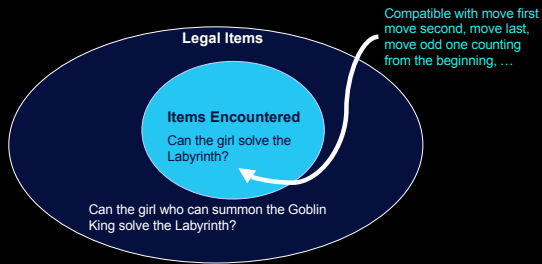 Compatible with move first
move second, move last,
move odd one counting
from the beginning, …
Legal Items
Items Encountered
Can the girl solve the
Labyrinth?
Can the girl who can summon the Goblin
King solve the Labyrinth?